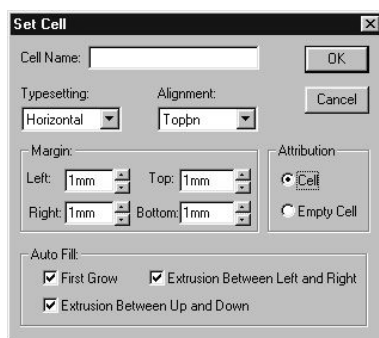 Set Cell
Cell Name:
OK
Typesetting:
Alignment:
Cancel
Horizontal
Topþn
Margin:
Attribution
Left: 1mm Top: 1mm
Cell
Right: 1mm Bottom: 1mm
Empty Cell
Auto Fill:
First Grow Extrusion Between Left and Right
Extrusion Between Up and Down